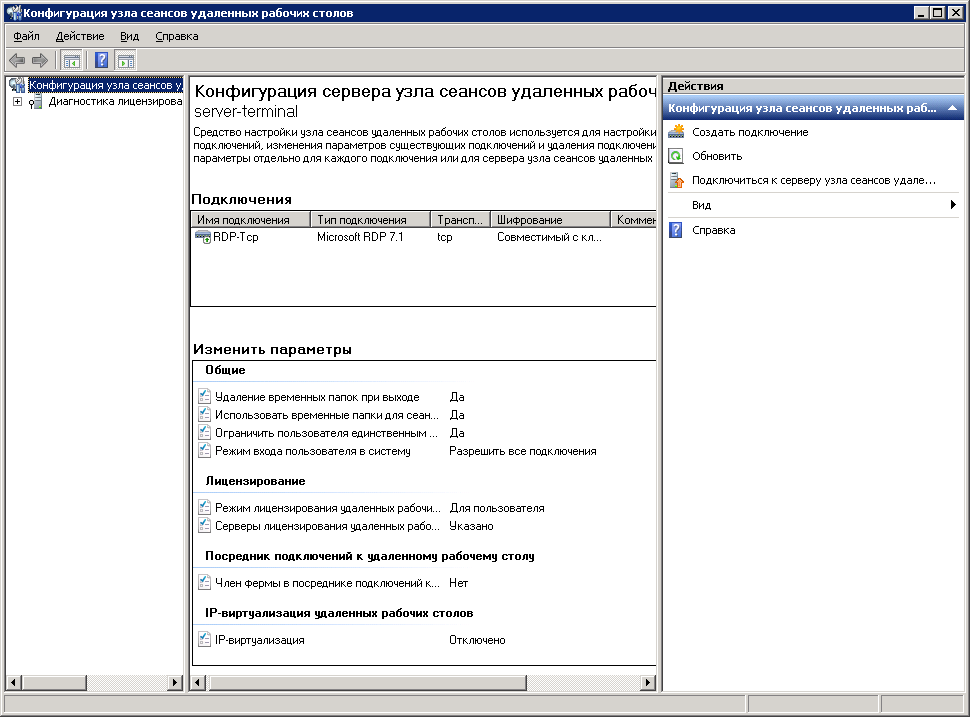 Конфигурация узла сеансов удаленных рабочих столов
Файл Действие Вид Справка
Конфигурация узла сеансов у
Диагностика лицензирова
Конфигурация сервера узла сеансов удаленных рабоч
server-terminal
Средство настройки узла сеансов удаленных рабочих столов используется для настройки
подключений, изменения параметров существующих подключений и удаления подключени
параметры отдельно для каждого подключения или для сервера узла сеансов удаленных
Подключения
Имя подключения Тип подключения Трансп... Шифрование Коммен
RDP-Tcp Microsoft RDP 7.1 tcp Совместимый с кл...
Изменить параметры
Общие
Удаление временных папок при выходе Да
Использовать временные папки для сеан... Да
Ограничить пользователя единственным ... Да
Режим входа пользователя в систему Разрешить все подключения
Лицензирование
Режим лицензирования удаленных рабочи... Для пользователя
Серверы лицензирования удаленных рабо... Указано
Посредник подключений к удаленному рабочему столу
Член фермы в посреднике подключений к... Нет
IP-виртуализация удаленных рабочих столов
IP-виртуализация Отключено
Действия
Конфигурация узла сеансов удаленных раб...
Создать подключение
Обновить
Подключиться к серверу узла сеансов удале...
Вид
Справка